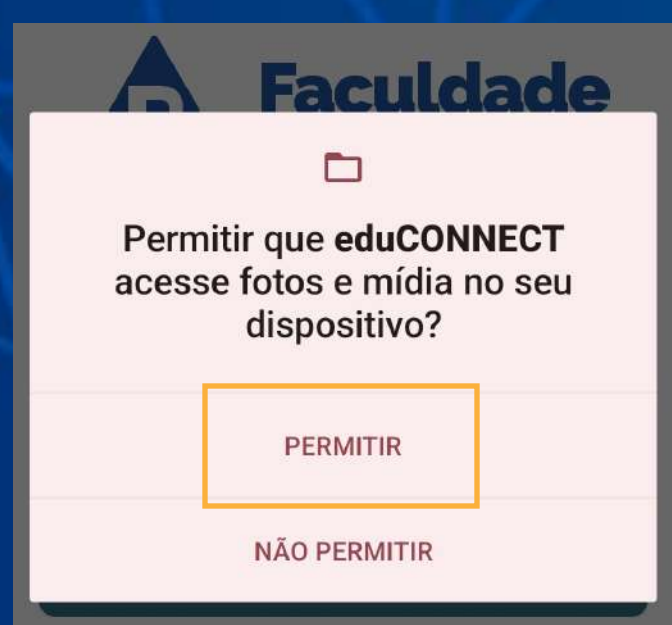 Faculdade
Permitir que eduCONNECT
acesse fotos e mídia no seu
dispositivo?
PERMITIR
NÃO PERMITIR